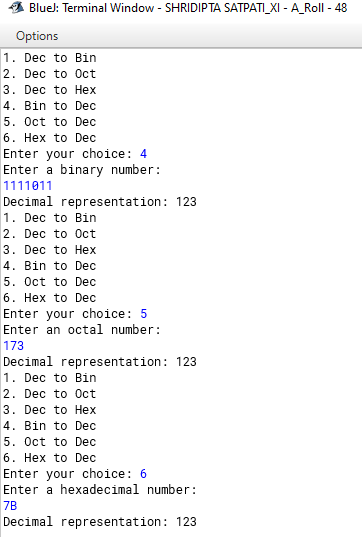 BlueJ: Terminal Window - SHRIDIPTA SATPATI_XI - A_Roll - 48
Options
1. Dec to Bin
2. Dec to Oct
3. Dec to Hex
4. Bin to Dec
5. Oct to Dec
6. Hex to Dec
Enter your choice: 4
Enter a binary number:
1111011
Decimal representation: 123
1. Dec to Bin
2. Dec to Oct
3. Dec to Hex
4. Bin to Dec
5. Oct to Dec
6. Hex to Dec
Enter your choice: 5
Enter an octal number:
173
Decimal representation: 123
1. Dec to Bin
2. Dec to Oct
3. Dec to Hex
4. Bin to Dec
5. Oct to Dec
6. Hex to Dec
Enter your choice: 6
Enter a hexadecimal number:
7B
Decimal representation: 123